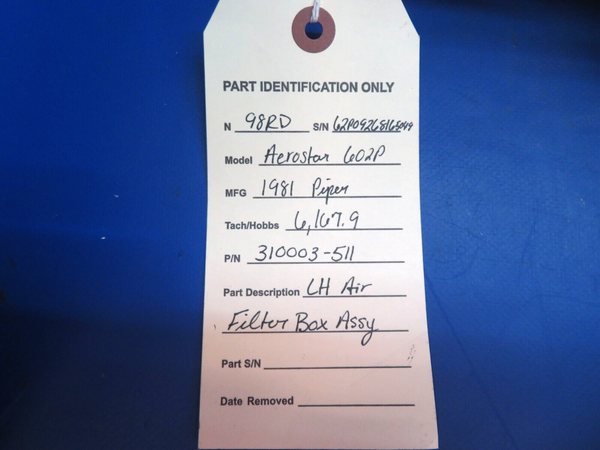 PART IDENTIFICATION ONLY
N 98RD S/N 62P09268165049
Model Aerostar 602P
MFG 1981 Piper
Tach/Hobbs 6,167.9
P/N 310003-511
Part Description LH Air
Filter Box Assy
Part S/N
Date Removed